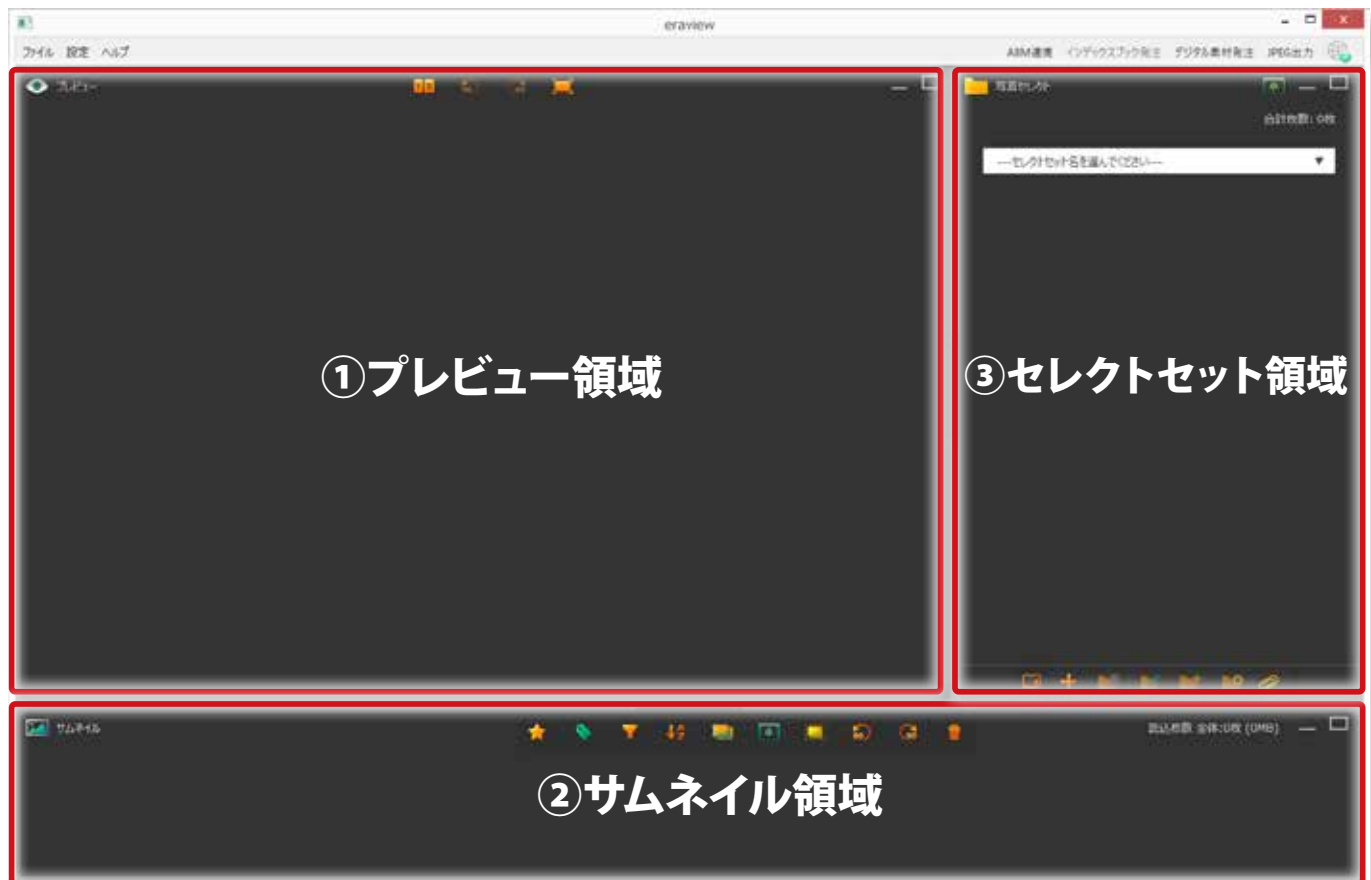 eraview
ファイル 設定 ヘルプ
ABM連携 インデックスブック発注 デジタル素材発注 JPEG出力
プレビュー
写真セレクト
合計枚数: 0枚
---セレクトセット名を選んでください---
①プレビュー領域
③セレクトセット領域
サムネイル
読込枚数 全体:0枚 (0MB)
②サムネイル領域